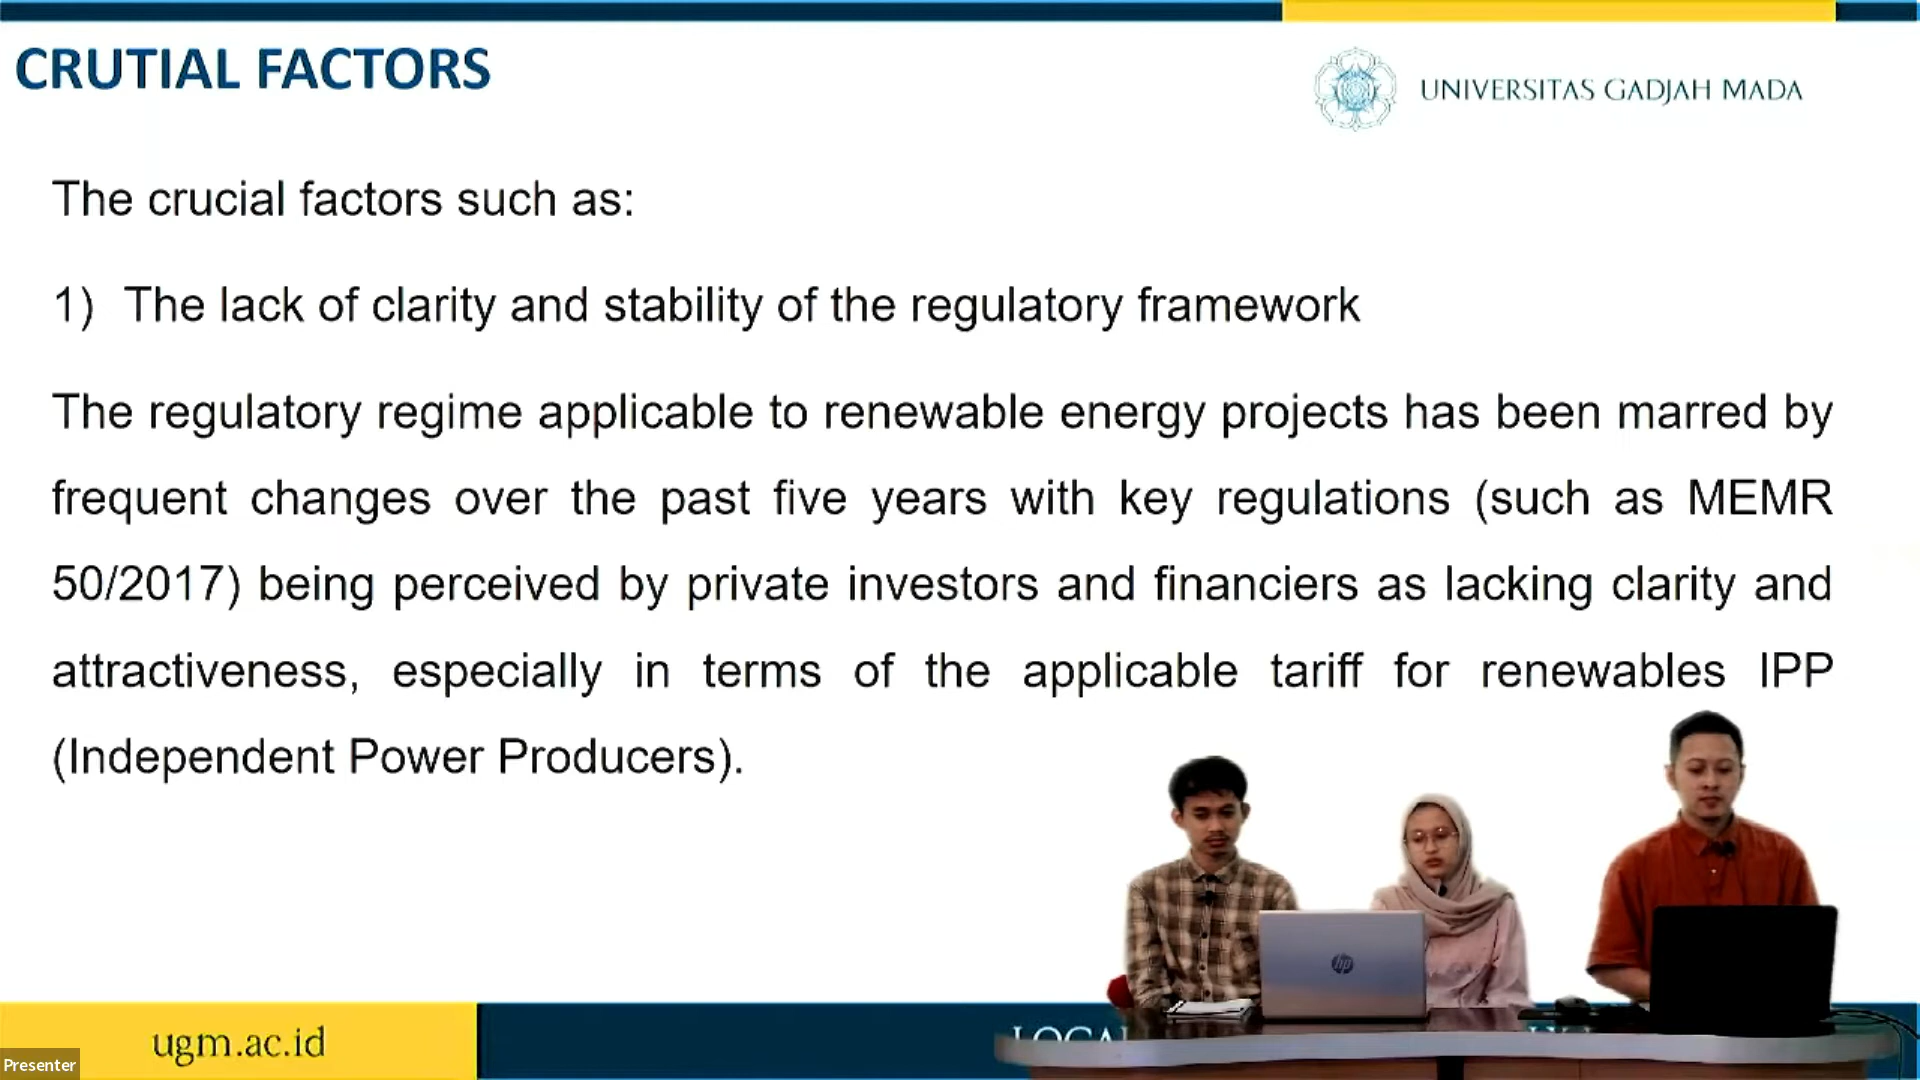 CRUTIAL FACTORS
UNIVERSITAS GADJAH MADA
The crucial factors such as:
1) The lack of clarity and stability of the regulatory framework
The regulatory regime applicable to renewable energy projects has been marred by
frequent changes over the past five years with key regulations (such as MEMR
50/2017) being perceived by private investors and financiers as lacking clarity and
attractiveness, especially in terms of the applicable tariff for renewables IPP
(Independent Power Producers).
hp
ugm.ac.id
Presenter